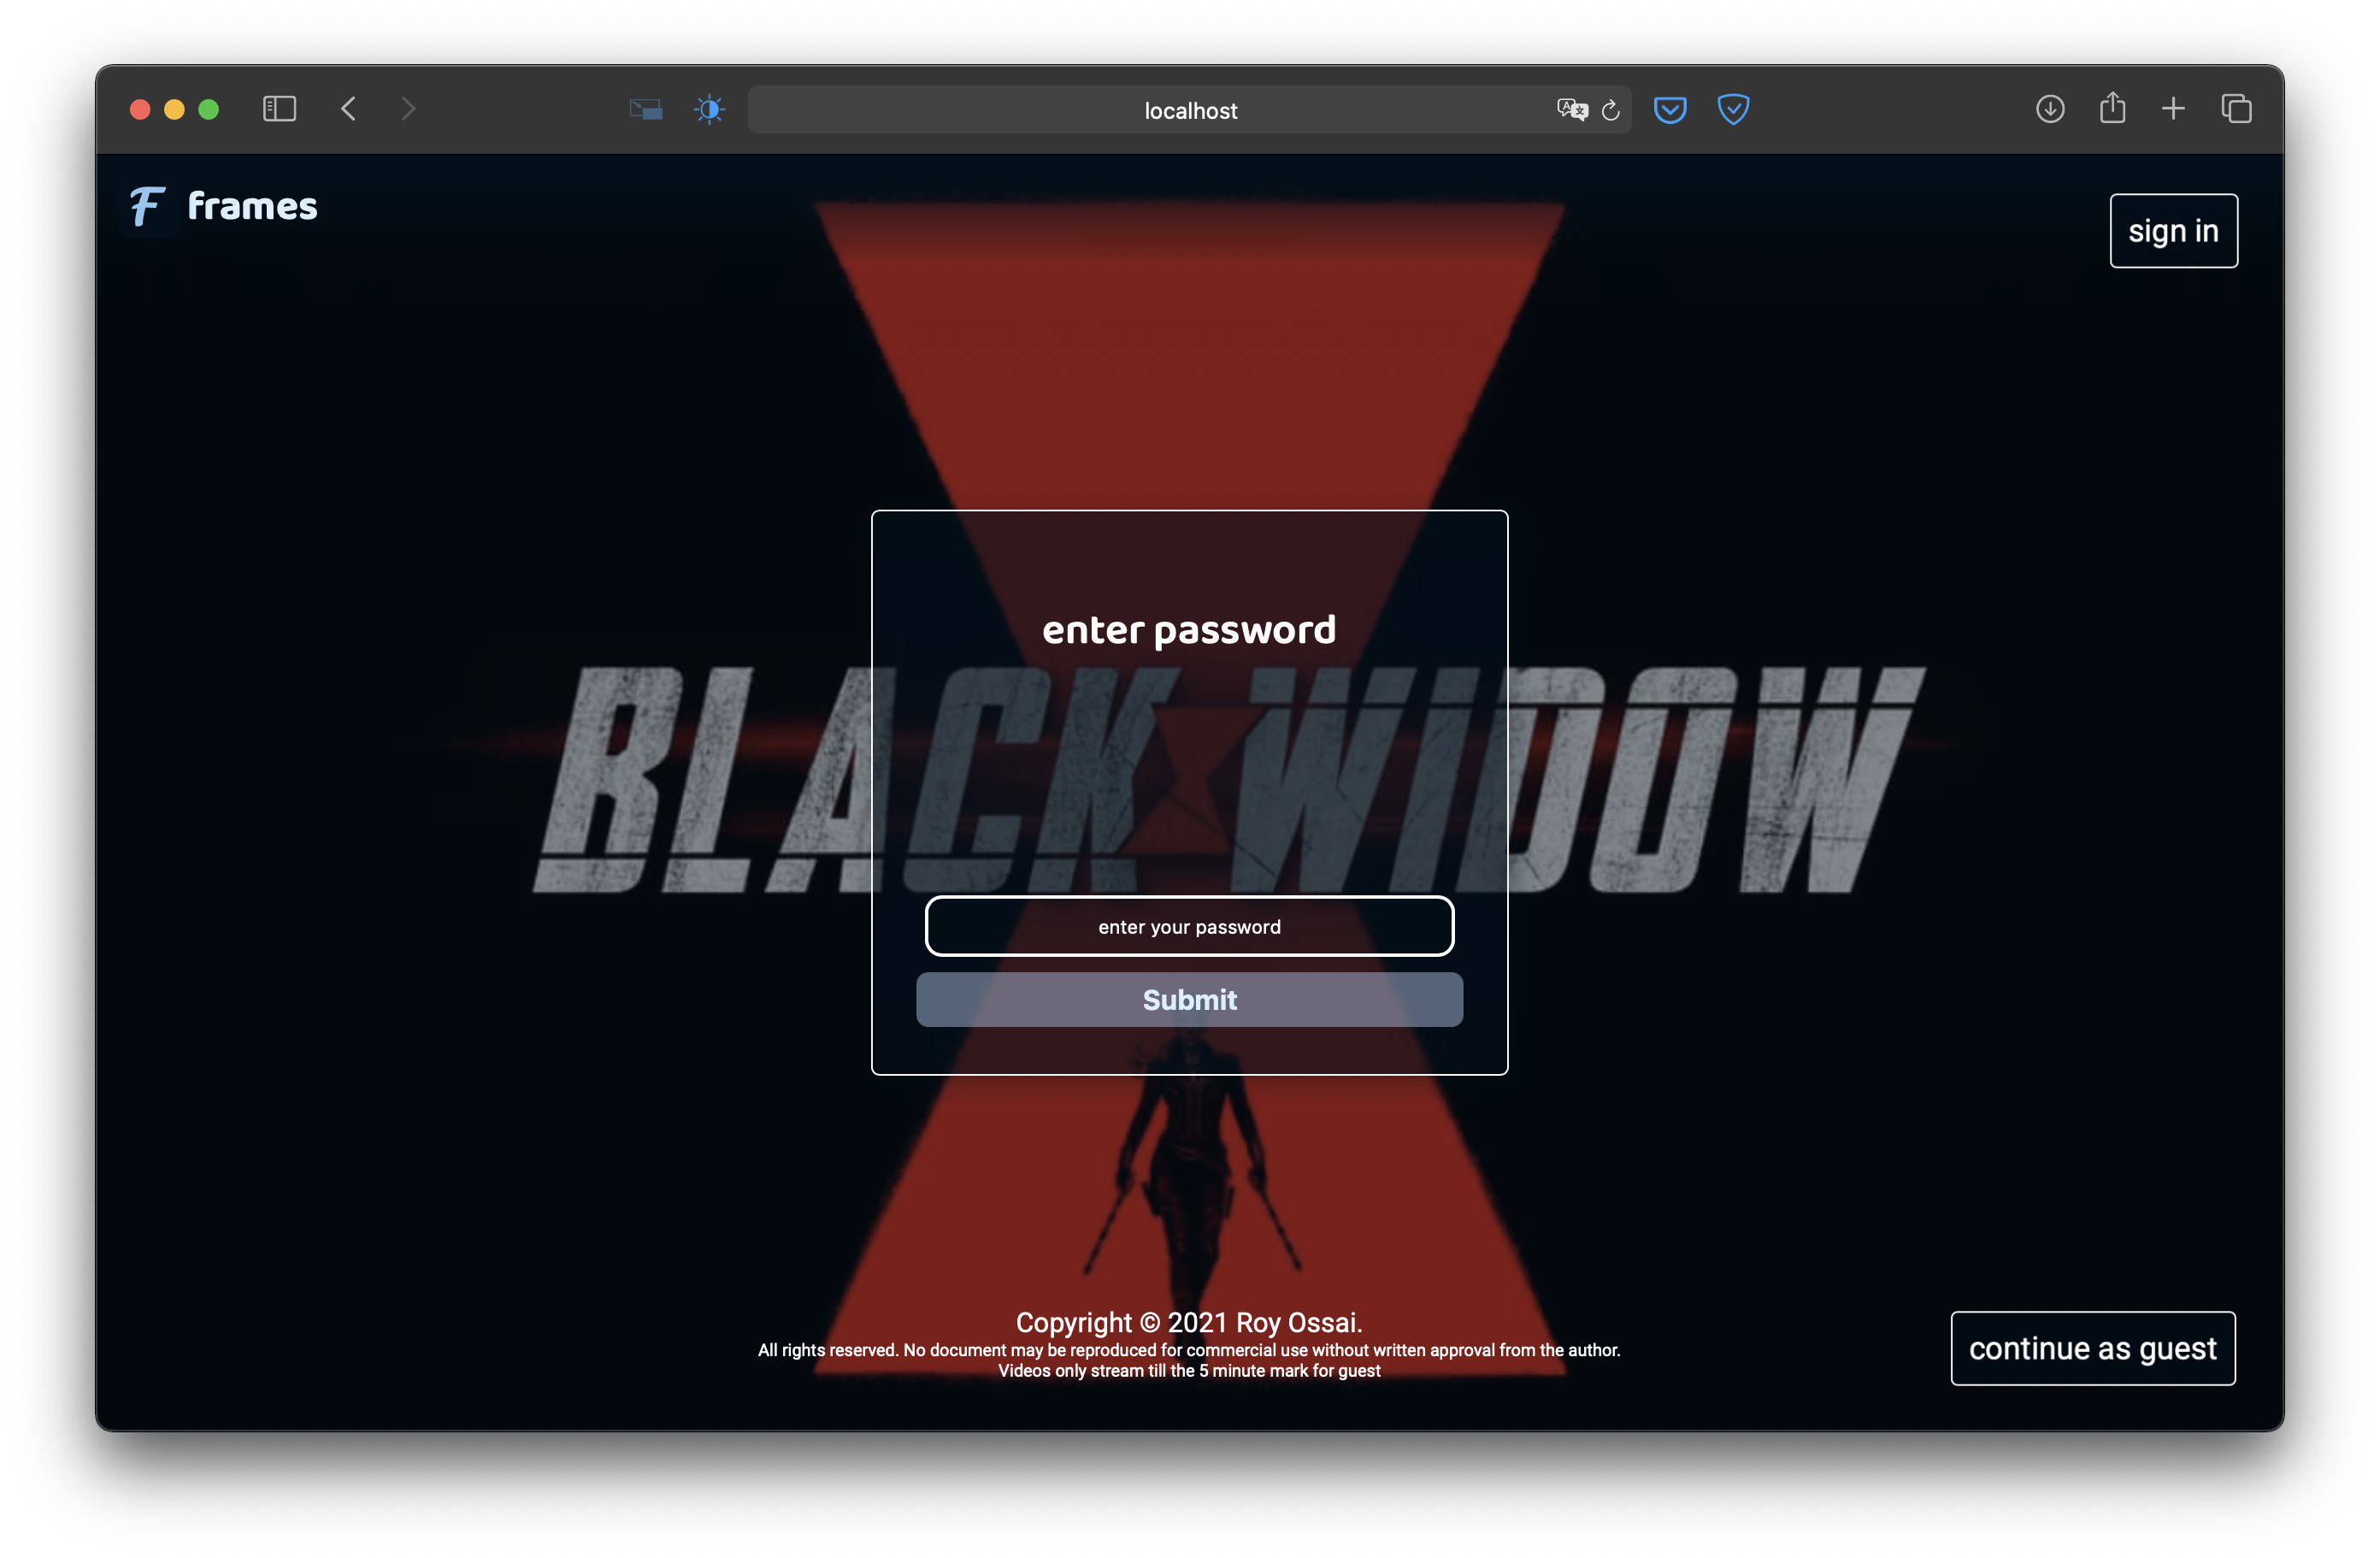 localhost
F frames
sign in
enter password
BLACK WIDOW
enter your password
Submit
Copyright © 2021 Roy Ossai.
All rights reserved. No document may be reproduced for commercial use without written approval from the author.
Videos only stream till the 5 minute mark for guest
continue as guest